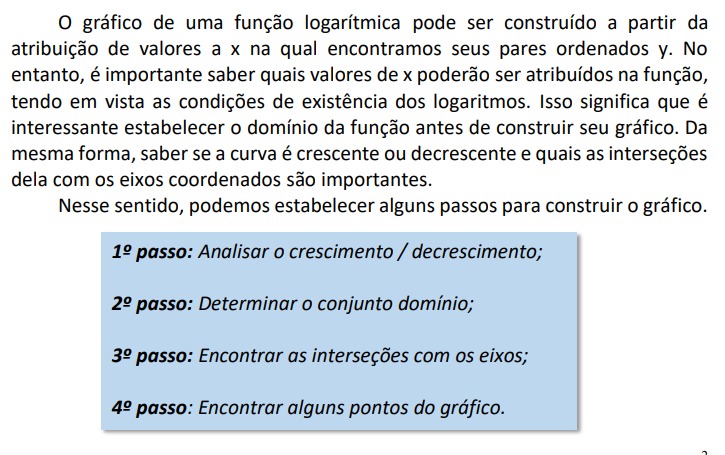 O gráfico de uma função logarítmica pode ser construído a partir da
atribuição de valores a x na qual encontramos seus pares ordenados y. No
entanto, é importante saber quais valores de x poderão ser atribuídos na função,
tendo em vista as condições de existência dos logaritmos. Isso significa que é
interessante estabelecer o domínio da função antes de construir seu gráfico. Da
mesma forma, saber se a curva é crescente ou decrescente e quais as interseções
dela com os eixos coordenados são importantes.
Nesse sentido, podemos estabelecer alguns passos para construir o gráfico.
1º passo: Analisar o crescimento / decrescimento;
2º passo: Determinar o conjunto domínio;
3º passo: Encontrar as interseções com os eixos;
4º passo: Encontrar alguns pontos do gráfico.